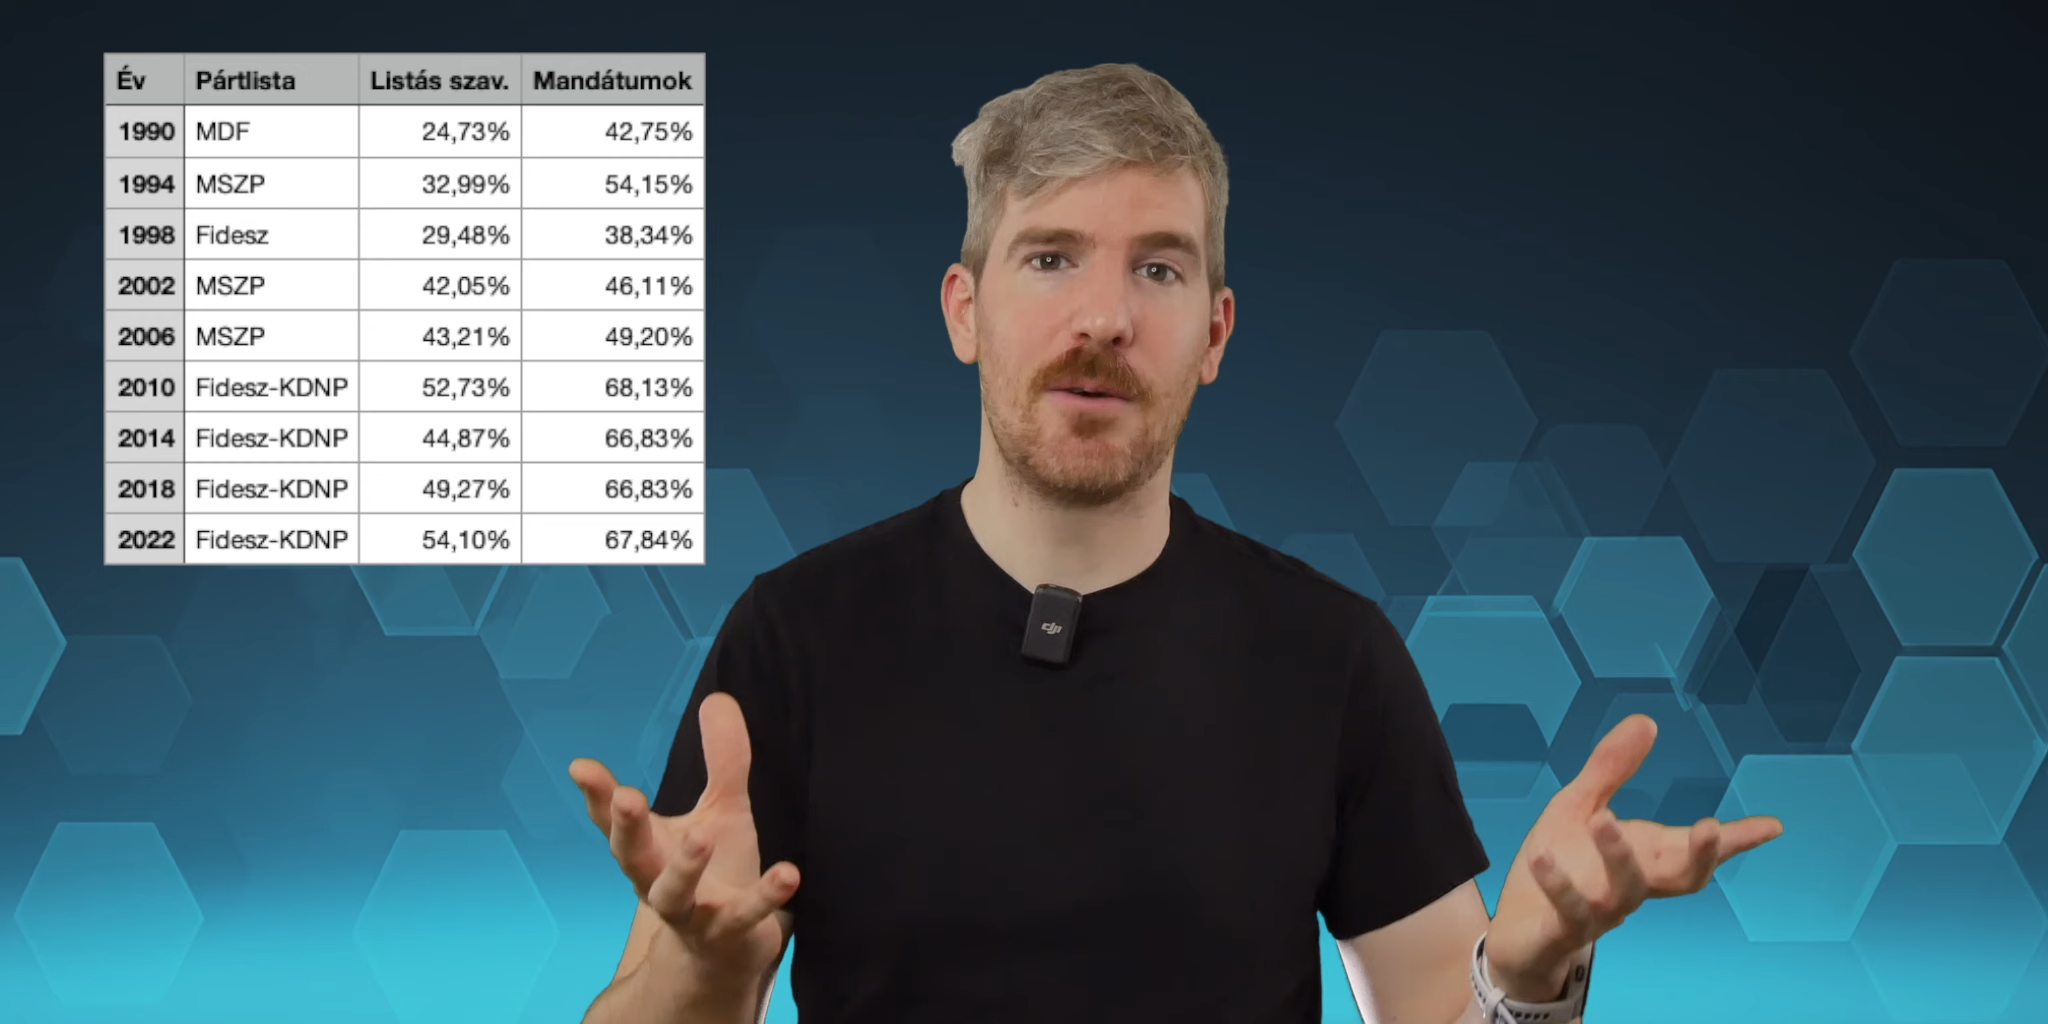 Év Pártlista Listás szav. Mandátumok
1990 MDF 24,73% 42,75%
1994 MSZP 32,99% 54,15%
1998 Fidesz 29,48% 38,34%
2002 MSZP 42,05% 46,11%
2006 MSZP 43,21% 49,20%
2010 Fidesz-KDNP 52,73% 68,13%
2014 Fidesz-KDNP 44,87% 66,83%
2018 Fidesz-KDNP 49,27% 66,83%
2022 Fidesz-KDNP 54,10% 67,84%
dji